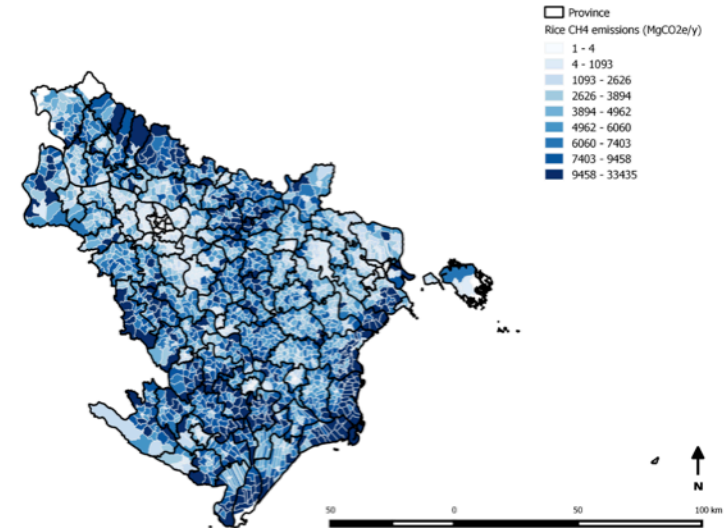 Province
Rice CH4 emissions (MgCO2e/y)
1 - 4
4 - 1093
1093 - 2626
2626 - 3894
3894 - 4962
4962 - 6060
6060 - 7403
7403 - 9458
9458 - 33435
N
50 0 50 100 km